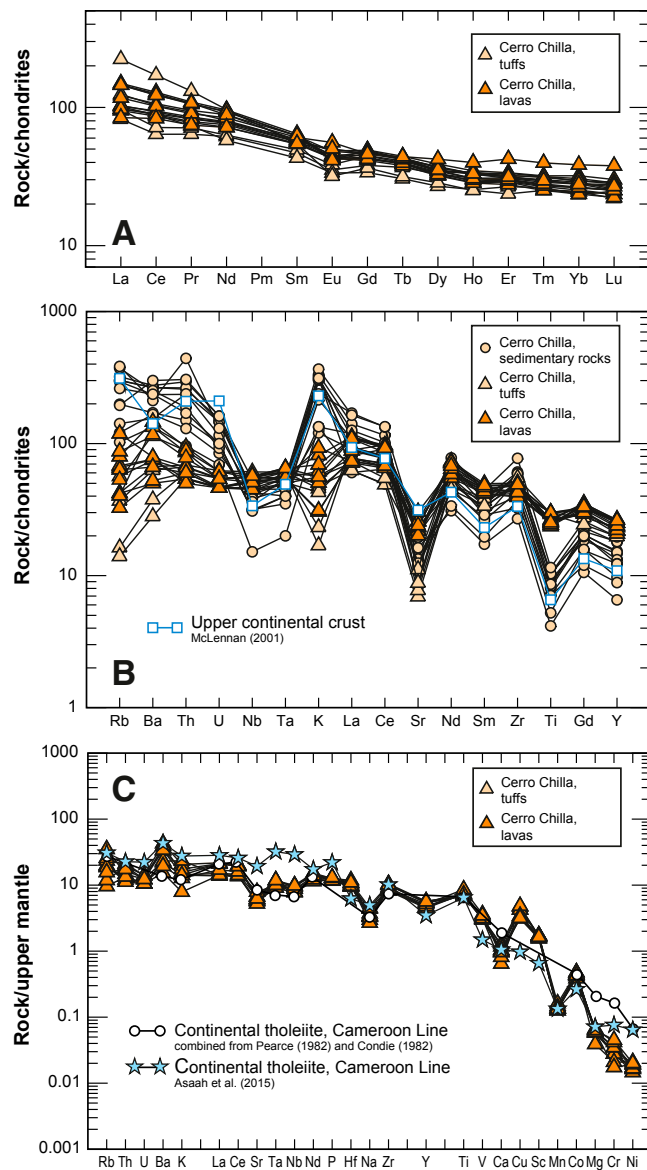 Rock/chondrites
100
10
A
Cerro Chilla,
tuffs
Cerro Chilla,
lavas
La Ce Pr Nd Pm Sm Eu Gd Tb Dy Ho Er Tm Yb Lu
Rock/chondrites
1000
100
10
1
Cerro Chilla,
sedimentary rocks
Cerro Chilla,
tuffs
Cerro Chilla,
lavas
Upper continental crust
McLennan (2001)
B
Rb Ba Th U Nb Ta K La Ce Sr Nd Sm Zr Ti Gd Y
Rock/upper mantle
1000
100
10
1
0.1
0.01
0.001
C
Cerro Chilla,
tuffs
Cerro Chilla,
lavas
Continental tholeiite, Cameroon Line
combined from Pearce (1982) and Condie (1982)
Continental tholeiite, Cameroon Line
Asaah et al. (2015)
Rb Th U Ba K La Ce Sr Ta Nb Nd P Hf Na Zr Y Ti V Ca Cu Sc Mn Co Mg Cr Ni